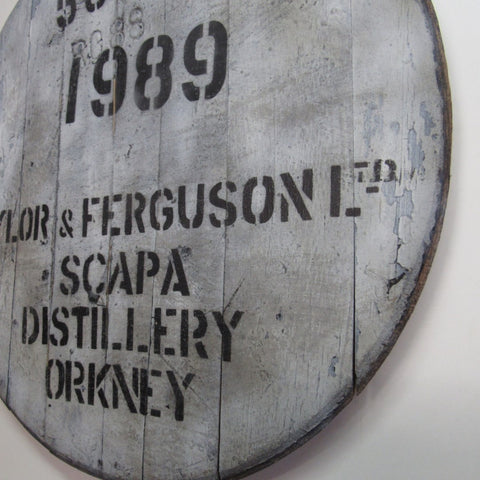 1989
YLOR & FERGUSON LTD
SCAPA
DISTILLERY
ORKNEY